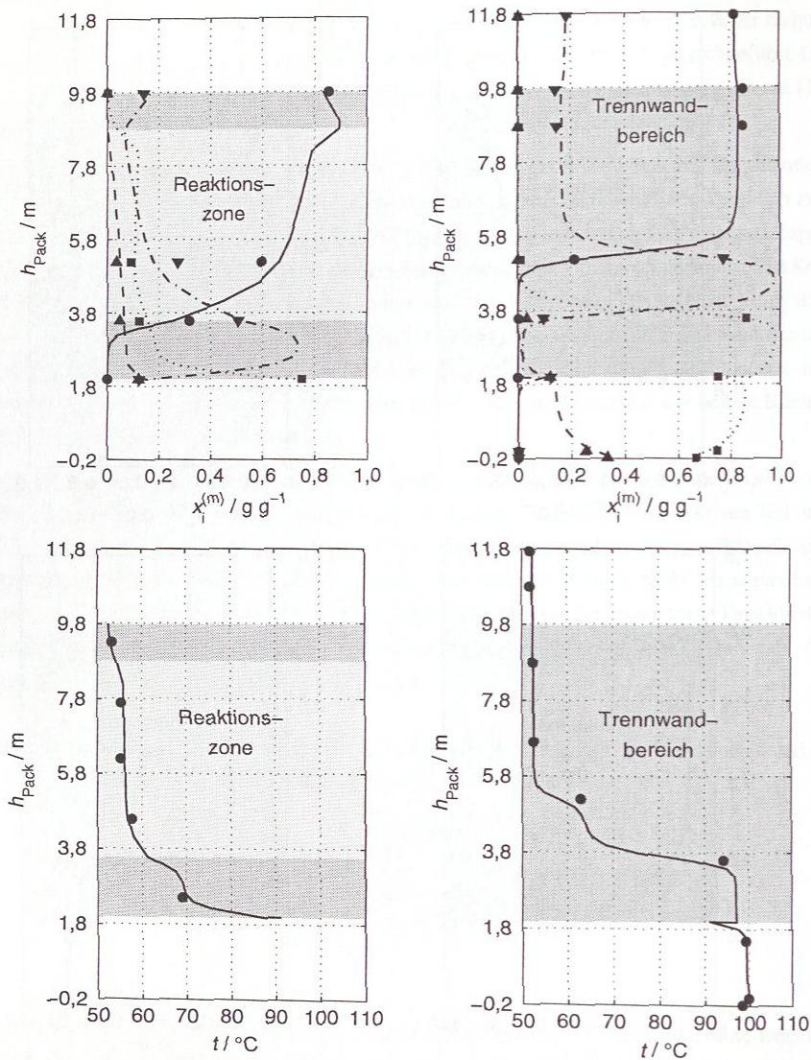 11,8
9,8
7,8
5,8
3,8
1,8
−0,2
h_Pack / m
Reaktions–
zone
0 0,2 0,4 0,6 0,8 1,0
x_i^(m) / g g^−1
11,8
9,8
7,8
5,8
3,8
1,8
−0,2
h_Pack / m
Trennwand–
bereich
0 0,2 0,4 0,6 0,8 1,0
x_i^(m) / g g^−1
11,8
9,8
7,8
5,8
3,8
1,8
−0,2
h_Pack / m
Reaktions–
zone
50 60 70 80 90 100 110
t / °C
11,8
9,8
7,8
5,8
3,8
1,8
−0,2
h_Pack / m
Trennwand–
bereich
50 60 70 80 90 100 110
t / °C